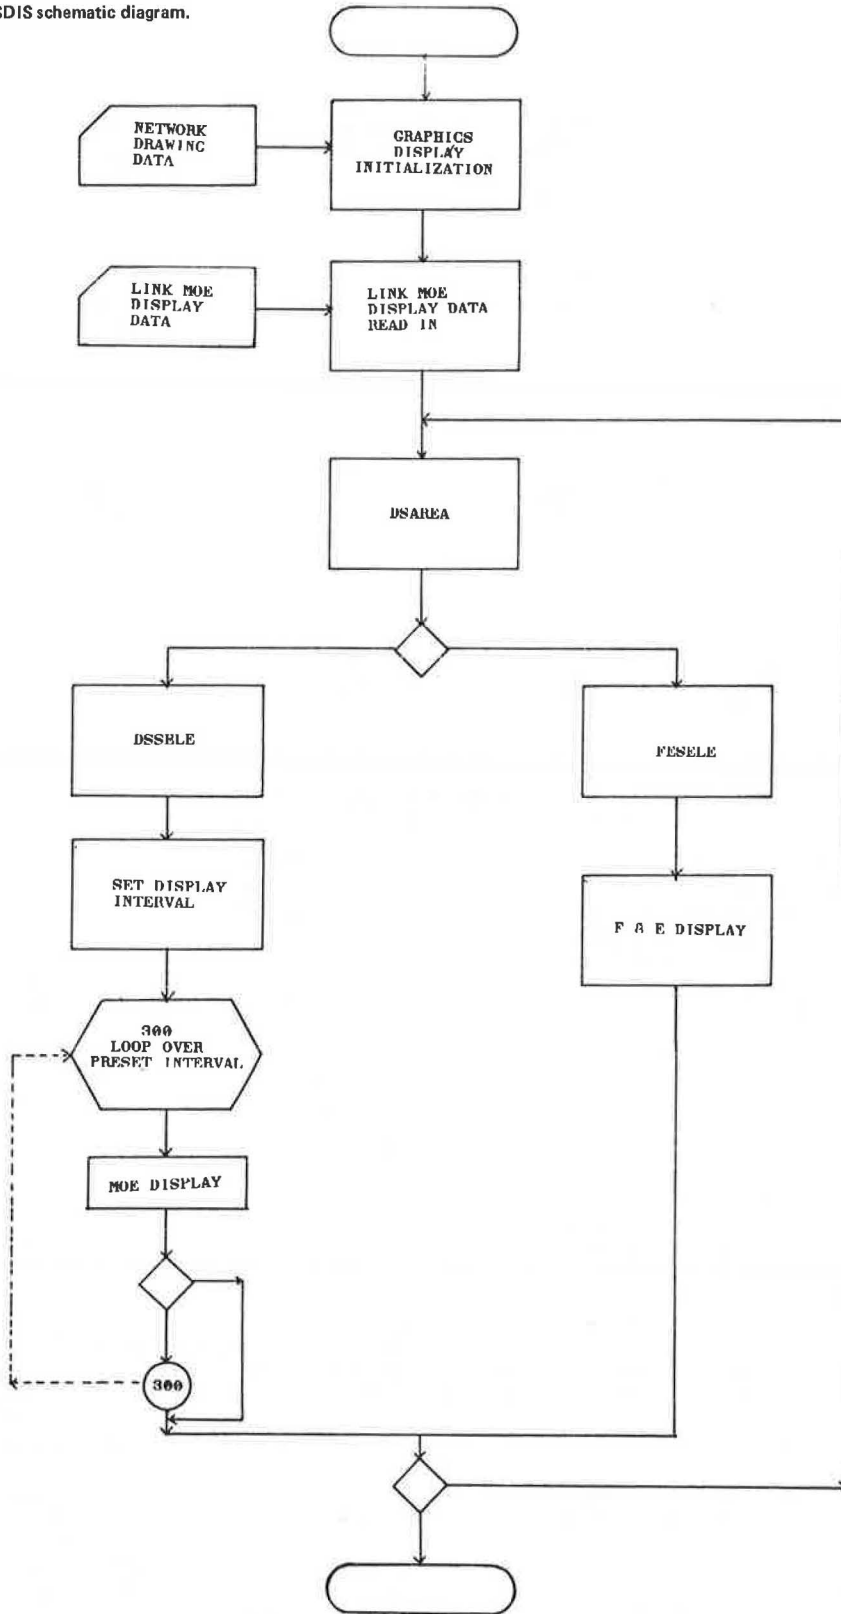 SDIS schematic diagram.
NETWORK
DRAWING
DATA
GRAPHICS
DISPLAY
INITIALIZATION
LINK MOE
DISPLAY
DATA
LINK MOE
DISPLAY DATA
READ IN
DSAREA
DSSELE
FESELE
SET DISPLAY
INTERVAL
F & E DISPLAY
300
LOOP OVER
PRESET INTERVAL
MOE DISPLAY
300